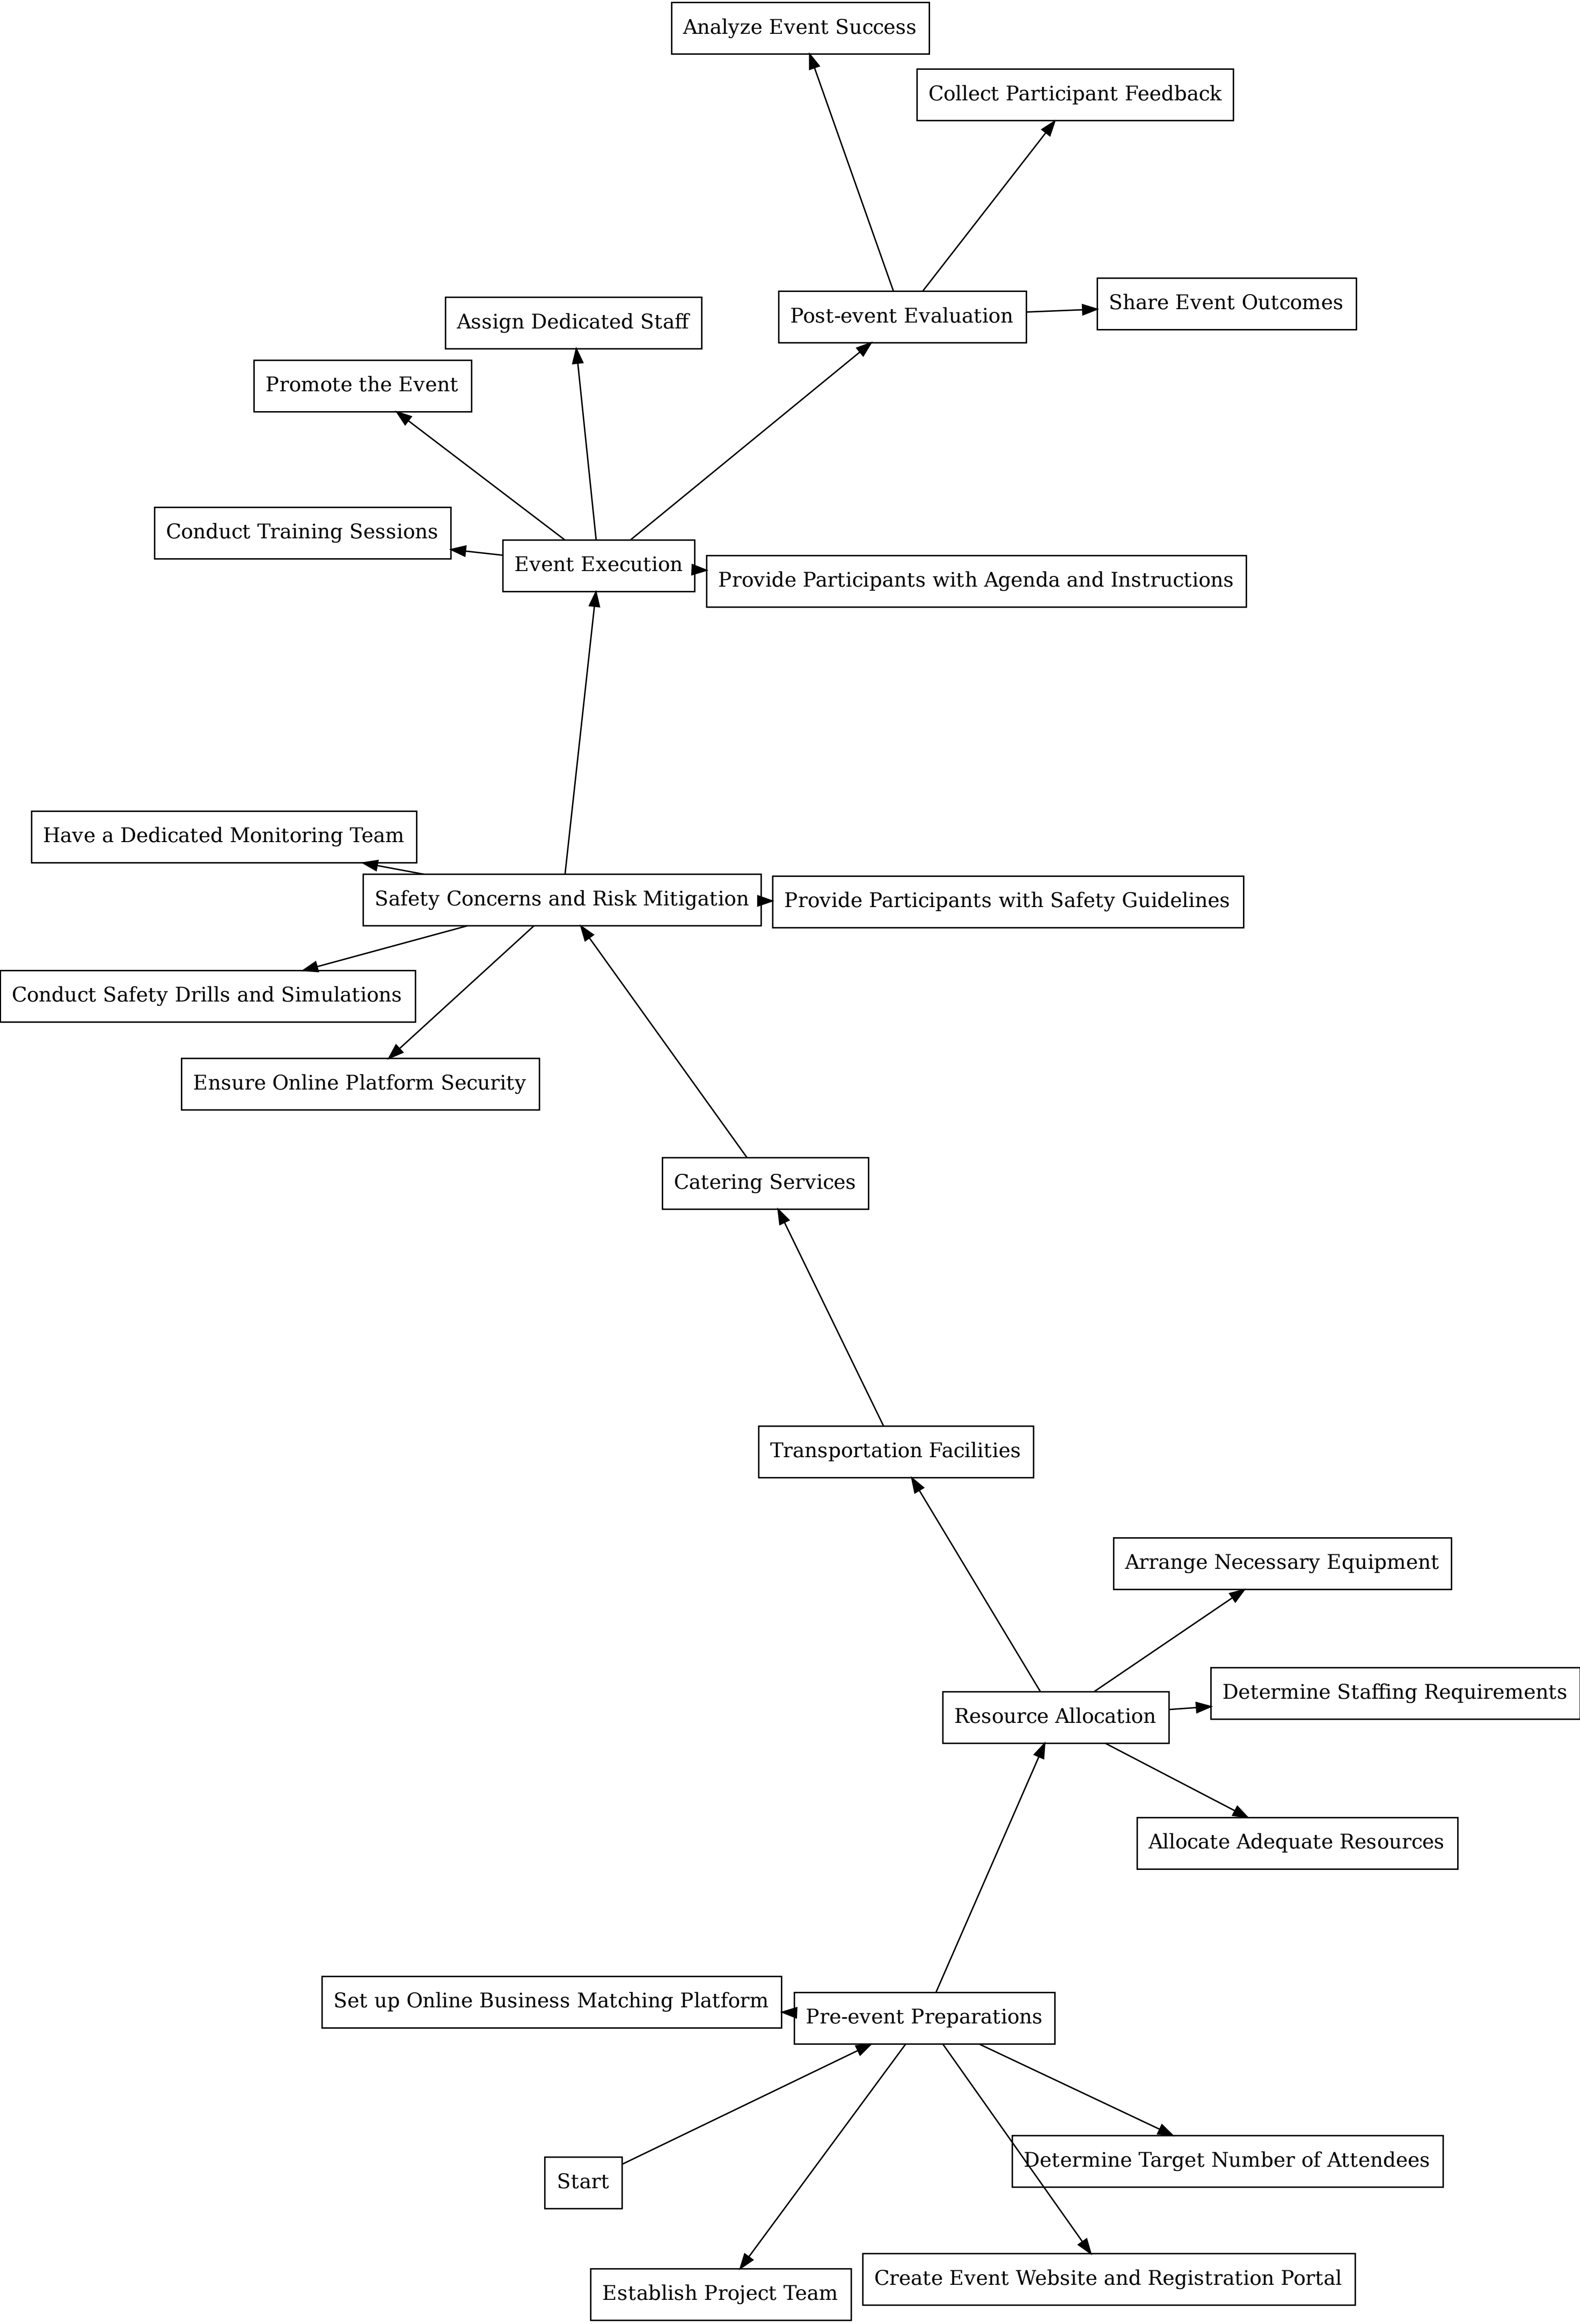 Analyze Event Success
Collect Participant Feedback
Share Event Outcomes
Post-event Evaluation
Assign Dedicated Staff
Promote the Event
Conduct Training Sessions
Event Execution
Provide Participants with Agenda and Instructions
Have a Dedicated Monitoring Team
Safety Concerns and Risk Mitigation
Provide Participants with Safety Guidelines
Conduct Safety Drills and Simulations
Ensure Online Platform Security
Catering Services
Transportation Facilities
Arrange Necessary Equipment
Determine Staffing Requirements
Resource Allocation
Allocate Adequate Resources
Set up Online Business Matching Platform
Pre-event Preparations
Determine Target Number of Attendees
Start
Create Event Website and Registration Portal
Establish Project Team